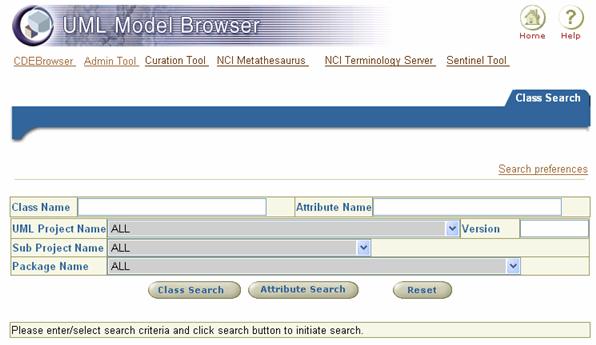 UML Model Browser
Home Help
CDEBrowser Admin Tool Curation Tool NCI Metathesaurus NCI Terminology Server Sentinel Tool
Class Search
Search preferences
Class Name Attribute Name
UML Project Name ALL Version
Sub Project Name ALL
Package Name ALL
Class Search Attribute Search Reset
Please enter/select search criteria and click search button to initiate search.